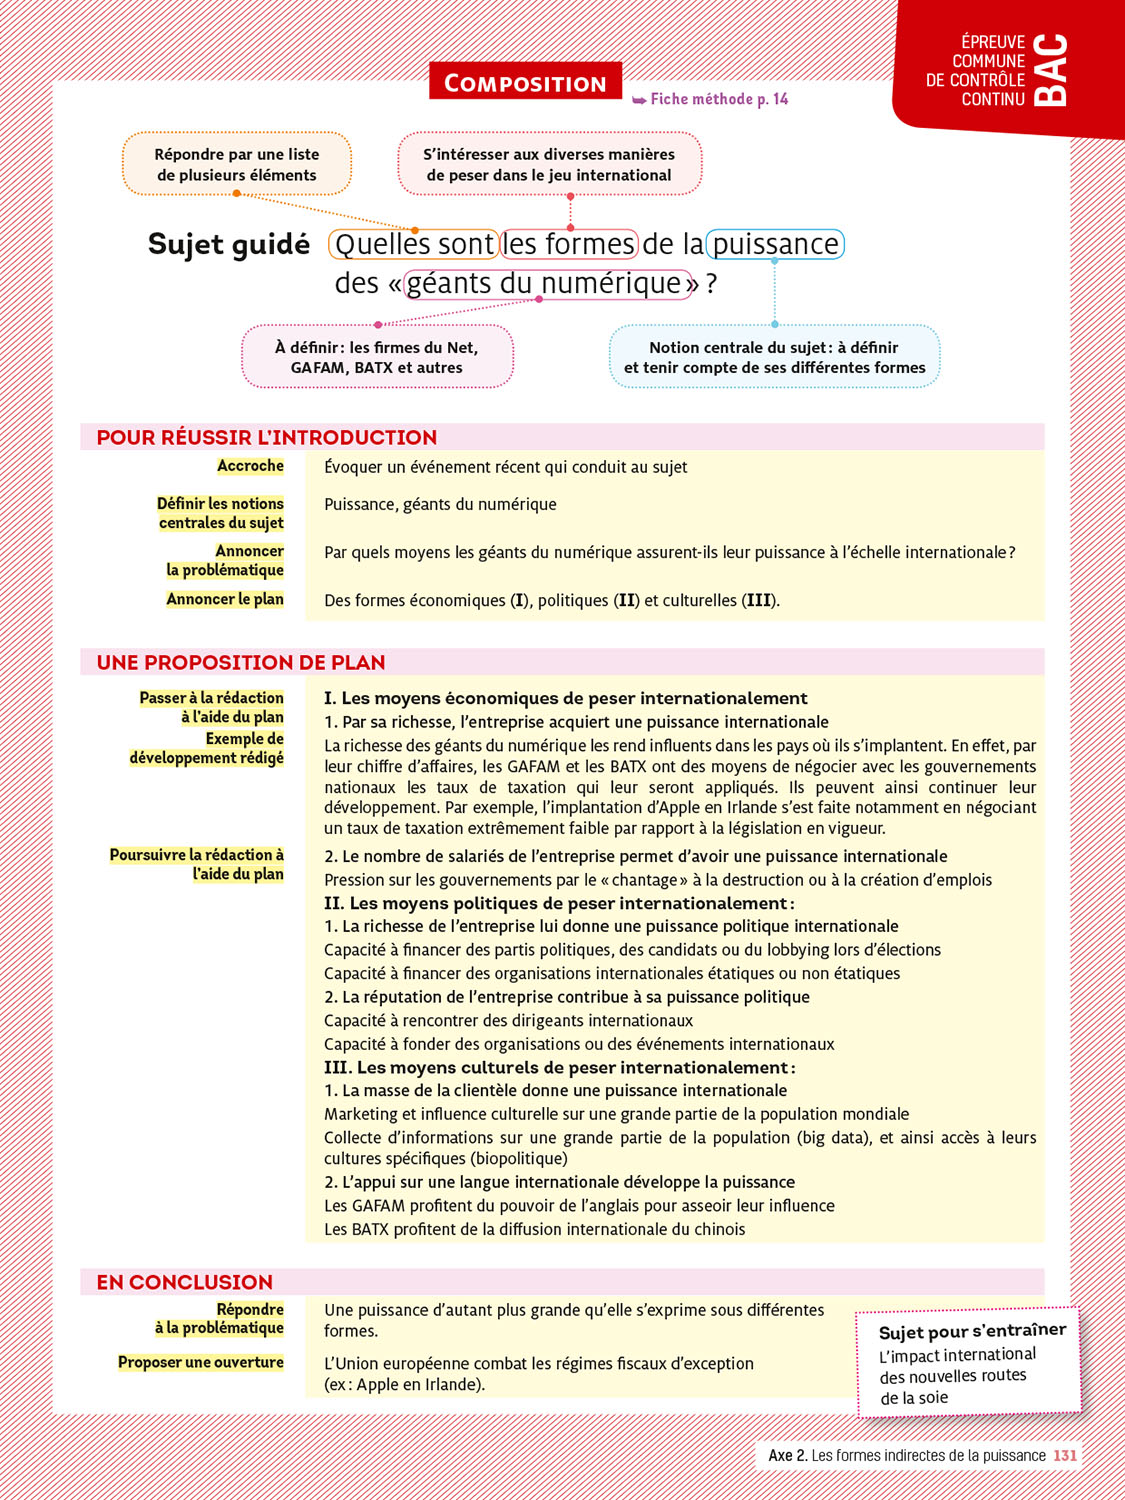 ÉPREUVE
COMMUNE
DE CONTRÔLE
CONTINU
BAC
COMPOSITION
➥ Fiche méthode p. 14
Répondre par une liste
de plusieurs éléments
S’intéresser aux diverses manières
de peser dans le jeu international
Sujet guidé Quelles sont les formes de la puissance
des « géants du numérique » ?
À définir : les firmes du Net,
GAFAM, BATX et autres
Notion centrale du sujet : à définir
et tenir compte de ses différentes formes
POUR RÉUSSIR L’INTRODUCTION
Accroche
Évoquer un événement récent qui conduit au sujet
Définir les notions
centrales du sujet
Puissance, géants du numérique
Annoncer
la problématique
Par quels moyens les géants du numérique assurent-ils leur puissance à l’échelle internationale ?
Annoncer le plan
Des formes économiques (I), politiques (II) et culturelles (III).
UNE PROPOSITION DE PLAN
Passer à la rédaction
à l’aide du plan
Exemple de
développement rédigé
I. Les moyens économiques de peser internationalement
1. Par sa richesse, l’entreprise acquiert une puissance internationale
La richesse des géants du numérique les rend influents dans les pays où ils s’implantent. En effet, par
leur chiffre d’affaires, les GAFAM et les BATX ont des moyens de négocier avec les gouvernements
nationaux les taux de taxation qui leur seront appliqués. Ils peuvent ainsi continuer leur
développement. Par exemple, l’implantation d’Apple en Irlande s’est faite notamment en négociant
un taux de taxation extrêmement faible par rapport à la législation en vigueur.
Poursuivre la rédaction à
l’aide du plan
2. Le nombre de salariés de l’entreprise permet d’avoir une puissance internationale
Pression sur les gouvernements par le « chantage » à la destruction ou à la création d’emplois
II. Les moyens politiques de peser internationalement :
1. La richesse de l’entreprise lui donne une puissance politique internationale
Capacité à financer des partis politiques, des candidats ou du lobbying lors d’élections
Capacité à financer des organisations internationales étatiques ou non étatiques
2. La réputation de l’entreprise contribue à sa puissance politique
Capacité à rencontrer des dirigeants internationaux
Capacité à fonder des organisations ou des événements internationaux
III. Les moyens culturels de peser internationalement :
1. La masse de la clientèle donne une puissance internationale
Marketing et influence culturelle sur une grande partie de la population mondiale
Collecte d’informations sur une grande partie de la population (big data), et ainsi accès à leurs
cultures spécifiques (biopolitique)
2. L’appui sur une langue internationale développe la puissance
Les GAFAM profitent du pouvoir de l’anglais pour asseoir leur influence
Les BATX profitent de la diffusion internationale du chinois
EN CONCLUSION
Répondre
à la problématique
Une puissance d’autant plus grande qu’elle s’exprime sous différentes
formes.
Proposer une ouverture
L’Union européenne combat les régimes fiscaux d’exception
(ex : Apple en Irlande).
Sujet pour s’entraîner
L’impact international
des nouvelles routes
de la soie
Axe 2. Les formes indirectes de la puissance 131